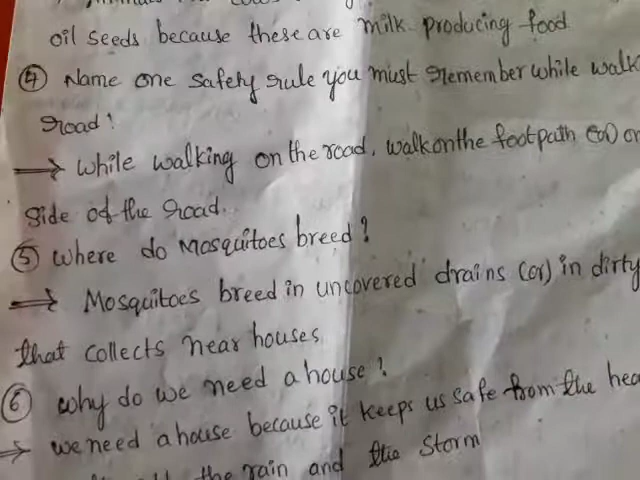 oil seeds because these are milk producing food
④ Name one safety rule you must remember while walk
road?
→ While walking on the road, walk on the footpath (or) on
side of the road.
⑤ Where do Mosquitoes breed?
→ Mosquitoes breed in uncovered drains (or) in dirty
that collects near houses
⑥ Why do we need a house?
→ we need a house because it keeps us safe from the hea
the rain and the storm